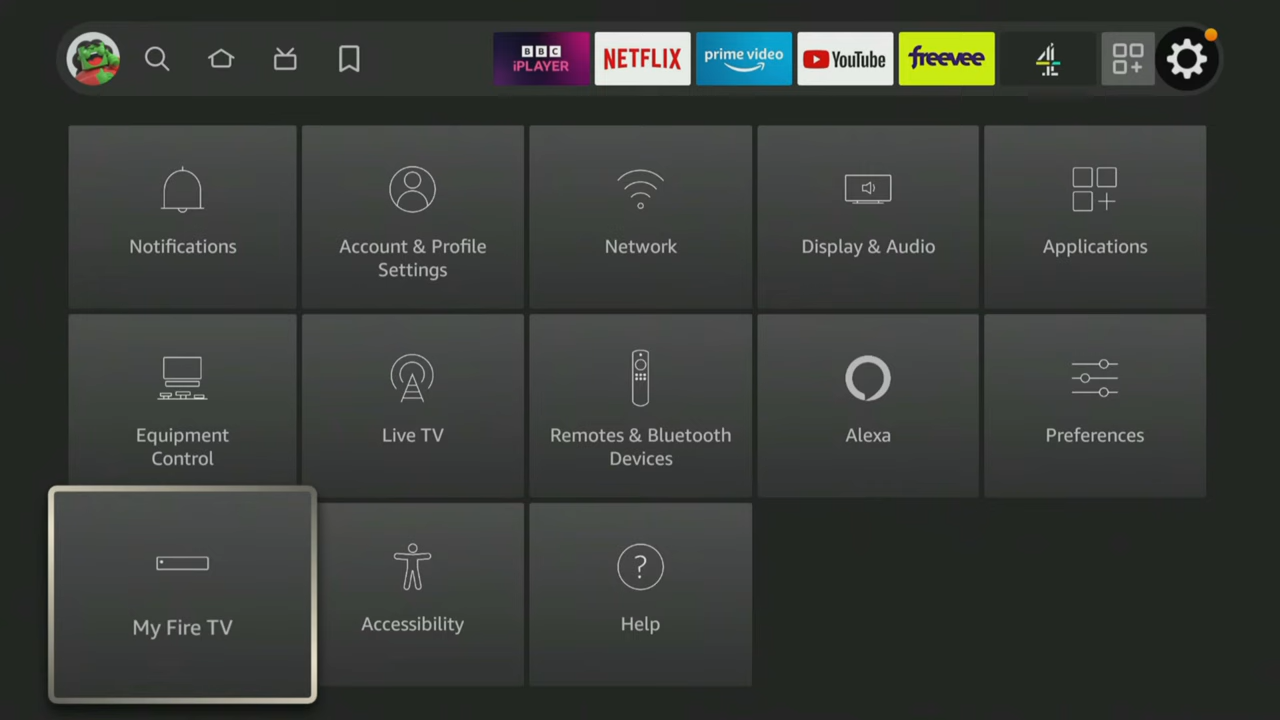 BBC
iPLAYER
NETFLIX
prime video
YouTube
freevee
4
Notifications
Account & Profile
Settings
Network
Display & Audio
Applications
Equipment
Control
Live TV
Remotes & Bluetooth
Devices
Alexa
Preferences
My Fire TV
Accessibility
?
Help